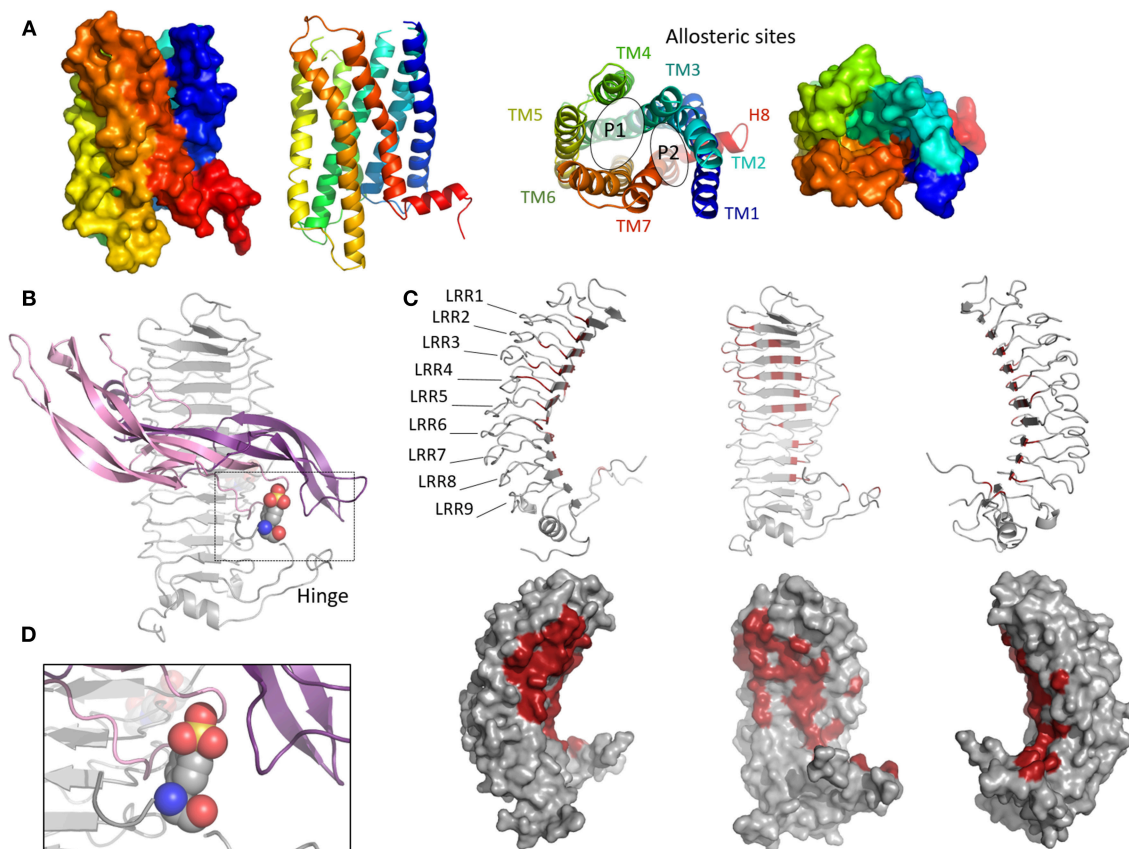 A
Allosteric sites
TM4
TM3
TM5
H8
P1
P2
TM2
TM6
TM7
TM1
B
Hinge
C
LRR1
LRR2
LRR3
LRR4
LRR5
LRR6
LRR7
LRR8
LRR9
D